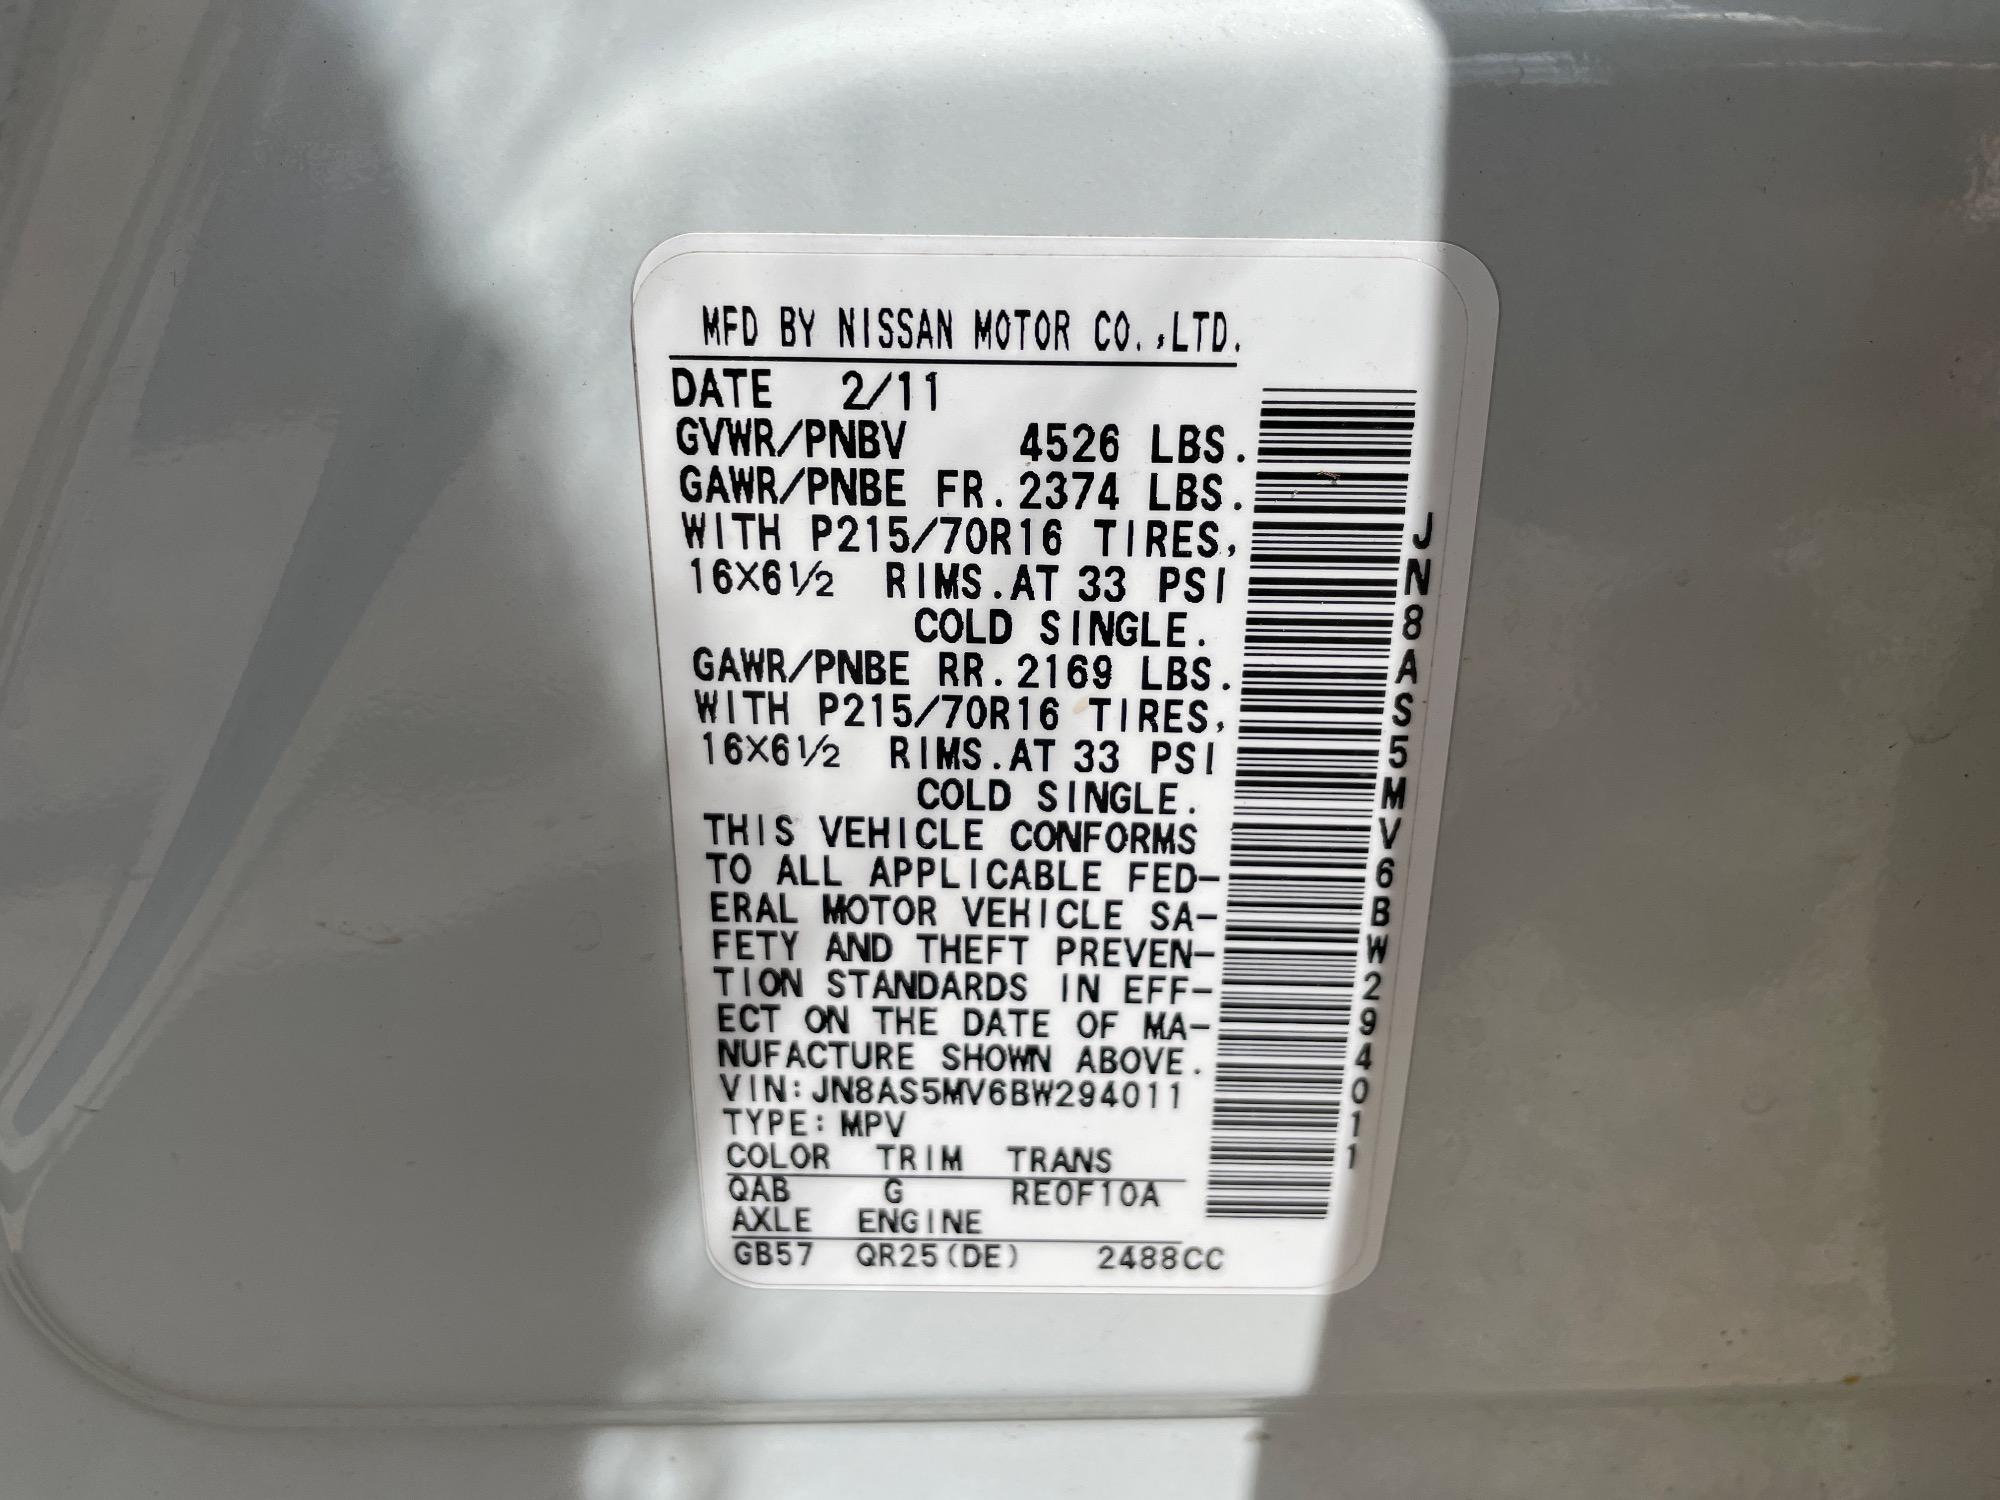 MFD BY NISSAN MOTOR CO.,LTD.
DATE 2/11
GVWR/PNBV 4526 LBS.
GAWR/PNBE FR.2374 LBS.
WITH P215/70R16 TIRES,
16X6½ RIMS.AT 33 PSI
COLD SINGLE.
GAWR/PNBE RR.2169 LBS.
WITH P215/70R16 TIRES,
16X6½ RIMS.AT 33 PSI
COLD SINGLE.
THIS VEHICLE CONFORMS
TO ALL APPLICABLE FED-
ERAL MOTOR VEHICLE SA-
FETY AND THEFT PREVEN-
TION STANDARDS IN EFF-
ECT ON THE DATE OF MA-
NUFACTURE SHOWN ABOVE.
VIN:JN8AS5MV6BW294011
TYPE:MPV
COLOR TRIM TRANS
QAB G RE0F10A
AXLE ENGINE
GB57 QR25(DE) 2488CC
JN8AS5MV6BW294011